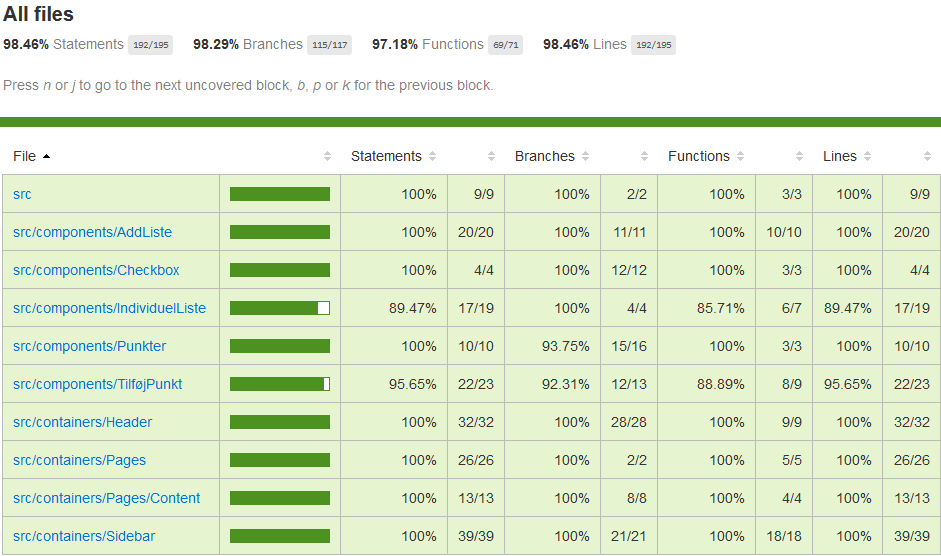 All files
98.46% Statements 192/195 98.29% Branches 115/117 97.18% Functions 69/71 98.46% Lines 192/195
Press n or j to go to the next uncovered block, b, p or k for the previous block.
File Statements Branches Functions Lines
src 100% 9/9 100% 2/2 100% 3/3 100% 9/9
src/components/AddListe 100% 20/20 100% 11/11 100% 10/10 100% 20/20
src/components/Checkbox 100% 4/4 100% 12/12 100% 3/3 100% 4/4
src/components/IndividuelListe 89.47% 17/19 100% 4/4 85.71% 6/7 89.47% 17/19
src/components/Punkter 100% 10/10 93.75% 15/16 100% 3/3 100% 10/10
src/components/TilføjPunkt 95.65% 22/23 92.31% 12/13 88.89% 8/9 95.65% 22/23
src/containers/Header 100% 32/32 100% 28/28 100% 9/9 100% 32/32
src/containers/Pages 100% 26/26 100% 2/2 100% 5/5 100% 26/26
src/containers/Pages/Content 100% 13/13 100% 8/8 100% 4/4 100% 13/13
src/containers/Sidebar 100% 39/39 100% 21/21 100% 18/18 100% 39/39